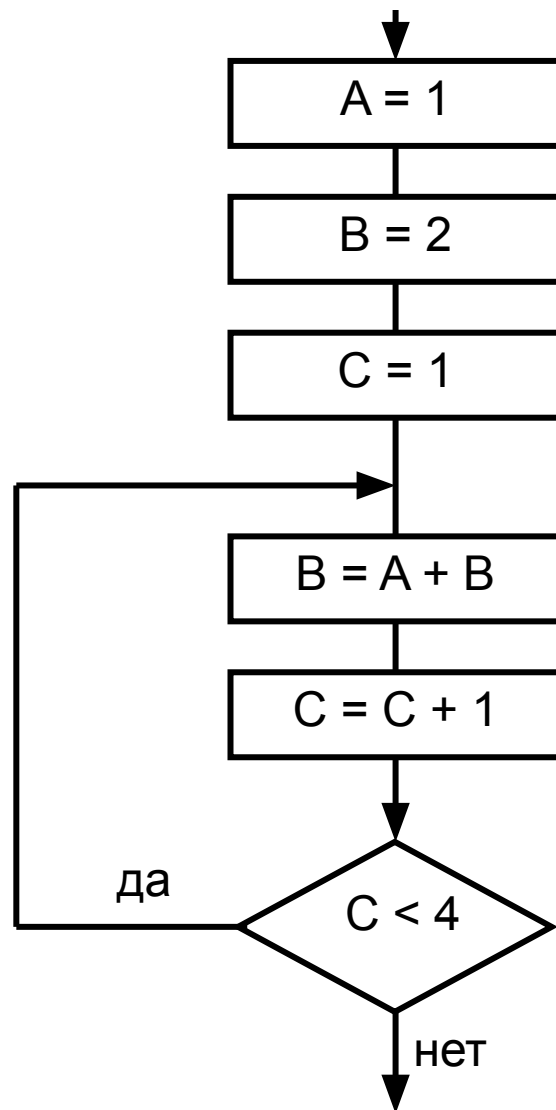 A = 1
B = 2
C = 1
B = A + B
C = C + 1
да
C < 4
нет